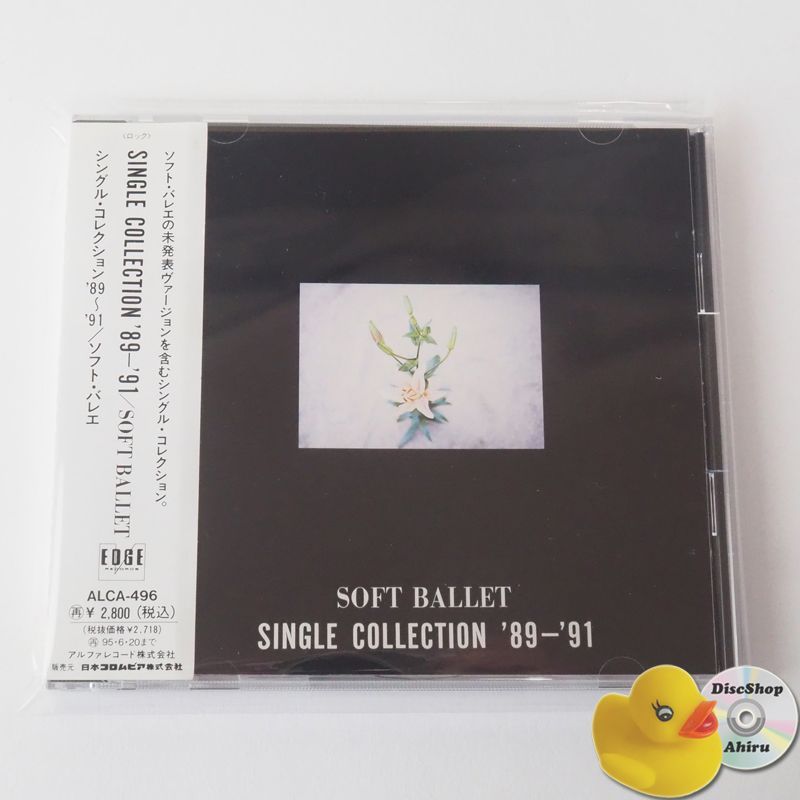 〈ロック〉
ソフト・バレエの未発表ヴァージョンを含むシングル・コレクション。
SINGLE COLLECTION '89–'91/SOFT BALLET
シングル・コレクション'89〜'91/ソフト・バレエ
EDGE
RECORDS
ALCA-496
再¥2,800(税込)
(税抜価格¥2,718)
再95・6・20まで
アルファレコード株式会社
販売元 日本コロムビア株式会社
SOFT BALLET
SINGLE COLLECTION '89–'91
DiscShop
Ahiru